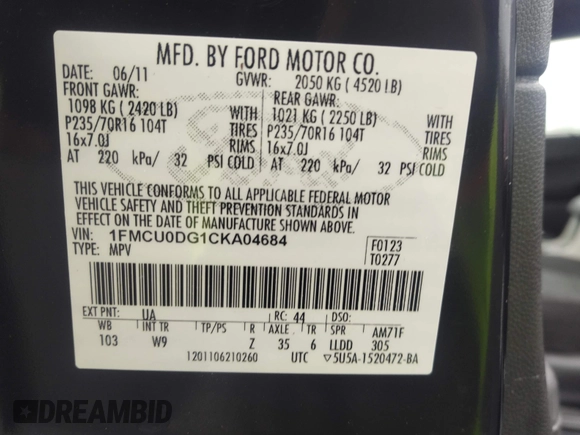 MFD. BY FORD MOTOR CO.
DATE: 06/11 GVWR: 2050 KG ( 4520 LB)
FRONT GAWR: REAR GAWR:
1098 KG ( 2420 LB) WITH 1021 KG ( 2250 LB) WITH
P235/70R16 104T TIRES P235/70R16 104T TIRES
16x7.0J RIMS 16x7.0J RIMS
AT 220 kPa/ 32 PSI COLD AT 220 kPa/ 32 PSI COLD
THIS VEHICLE CONFORMS TO ALL APPLICABLE FEDERAL MOTOR
VEHICLE SAFETY AND THEFT PREVENTION STANDARDS IN
EFFECT ON THE DATE OF MANUFACTURE SHOWN ABOVE.
VIN: 1FMCU0DG1CKA04684 F0123
TYPE: MPV T0277
EXT PNT: UA RC: 44 DSO:
WB INT TR TP/PS R AXLE TR SPR AM71F
103 W9 Z 35 6 LLDD 305
1201106210260 UTC ▽5U5A-1520472-BA
DREAMBID